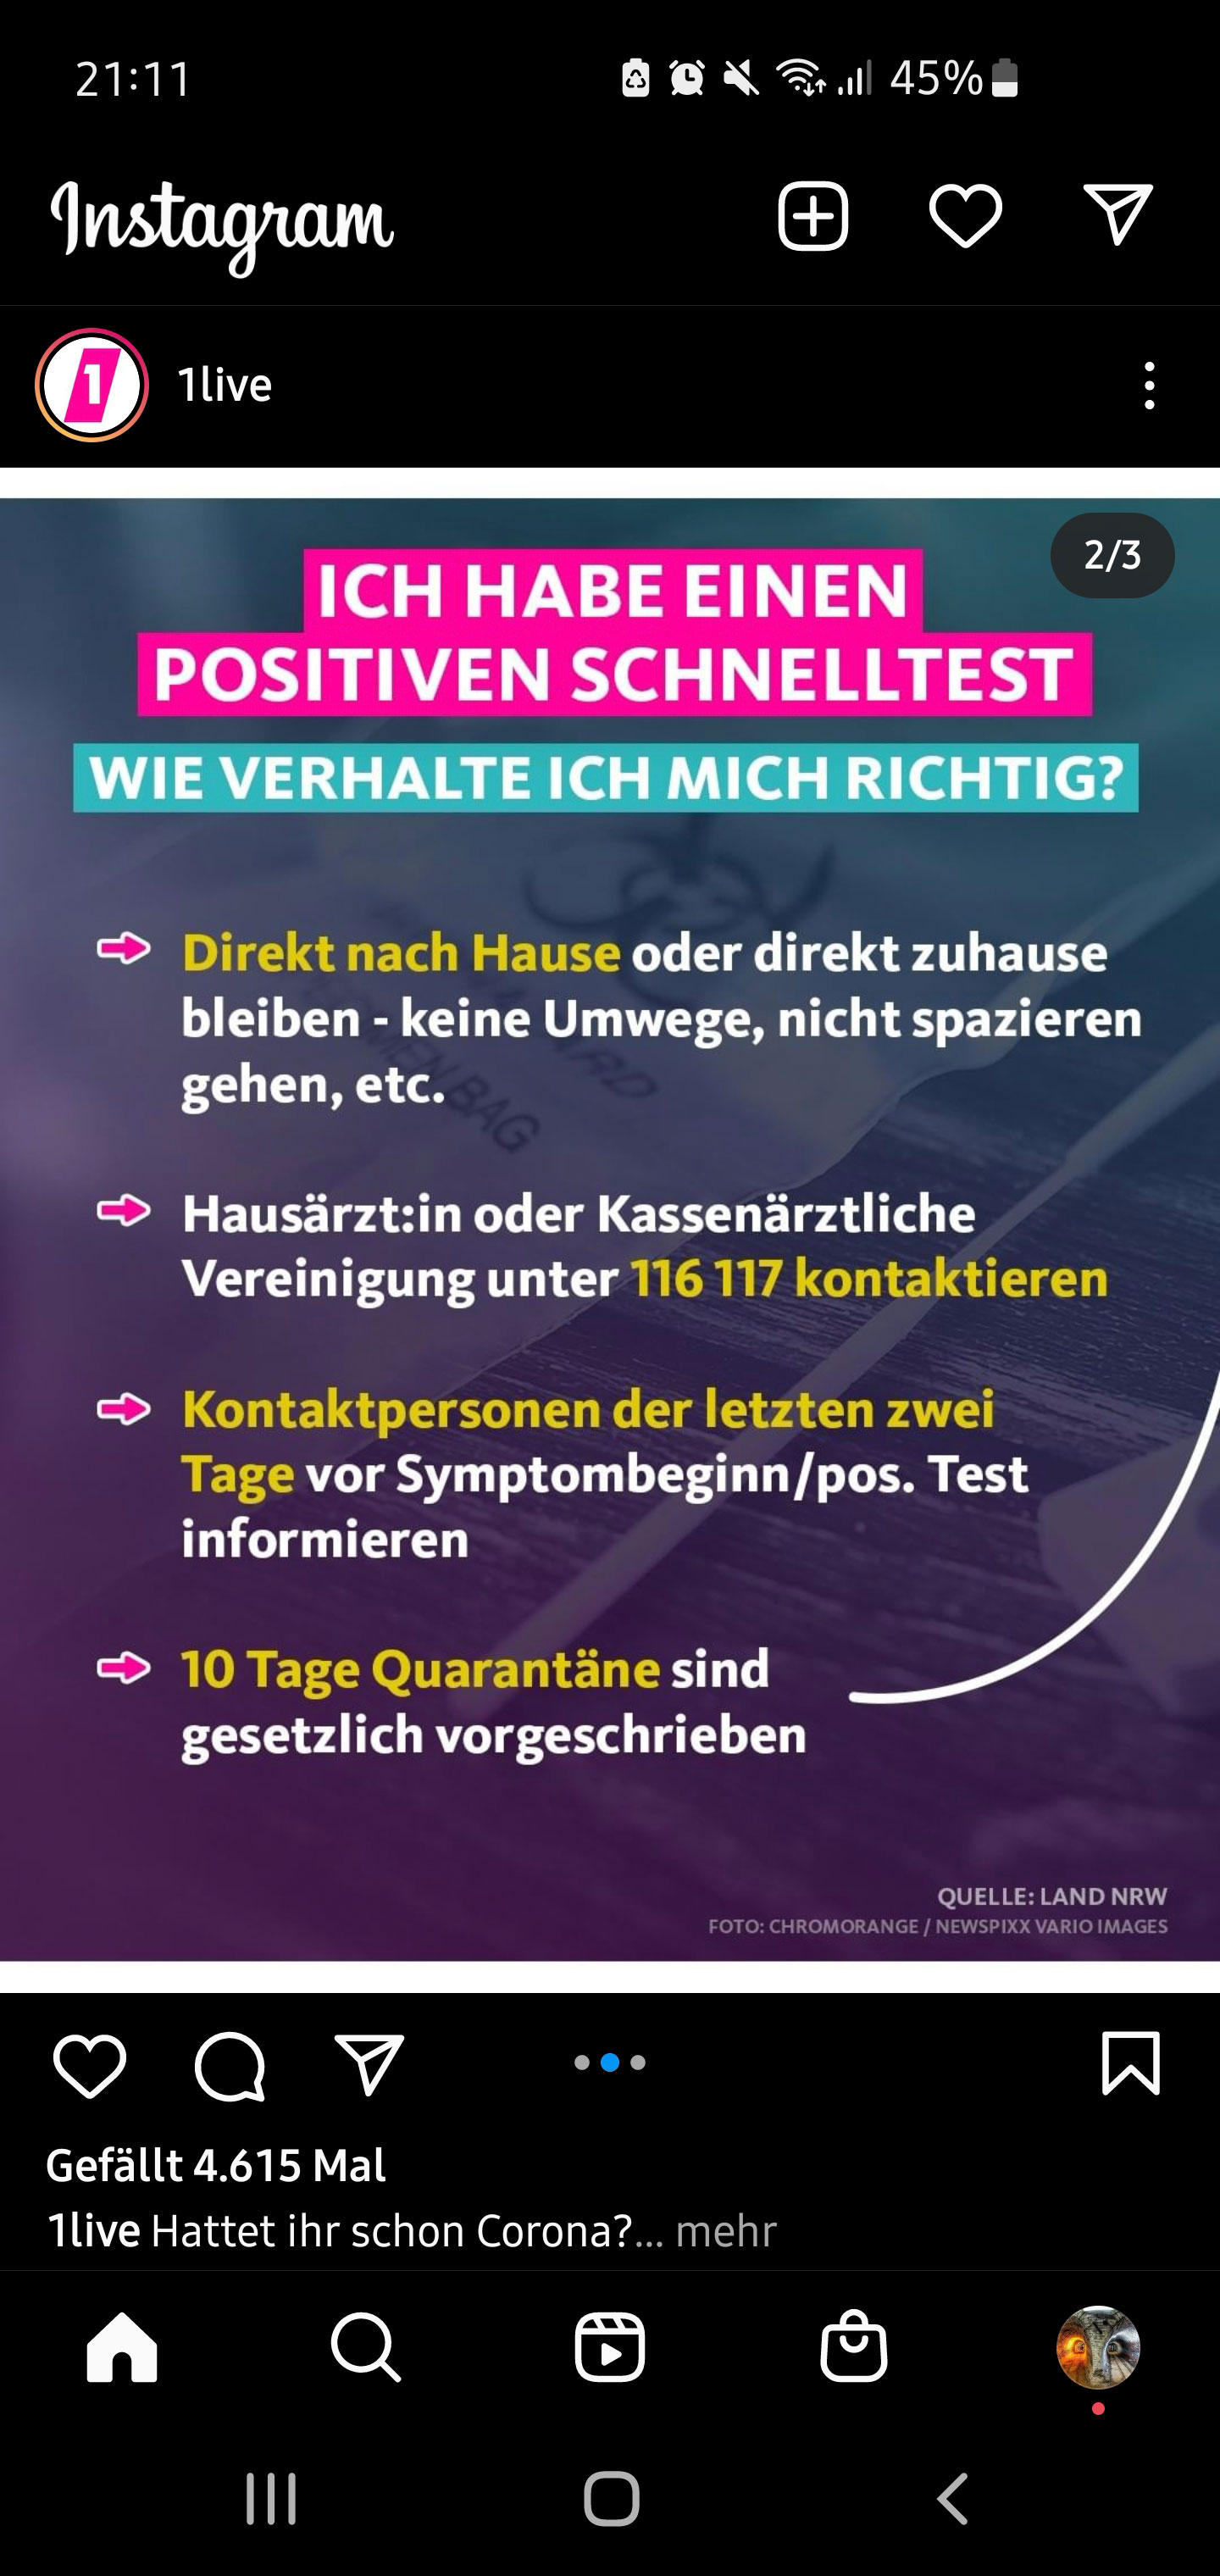 21:11
45%
Instagram
1live
2/3
ICH HABE EINEN
POSITIVEN SCHNELLTEST
WIE VERHALTE ICH MICH RICHTIG?
Direkt nach Hause oder direkt zuhause
bleiben - keine Umwege, nicht spazieren
gehen, etc.
Hausärzt:in oder Kassenärztliche
Vereinigung unter 116 117 kontaktieren
Kontaktpersonen der letzten zwei
Tage vor Symptombeginn/pos. Test
informieren
10 Tage Quarantäne sind
gesetzlich vorgeschrieben
QUELLE: LAND NRW
FOTO: CHROMORANGE / NEWSPIXX VARIO IMAGES
Gefällt 4.615 Mal
1live Hattet ihr schon Corona?... mehr